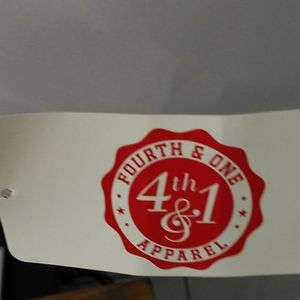 FOURTH & ONE
4th
&1
APPAREL